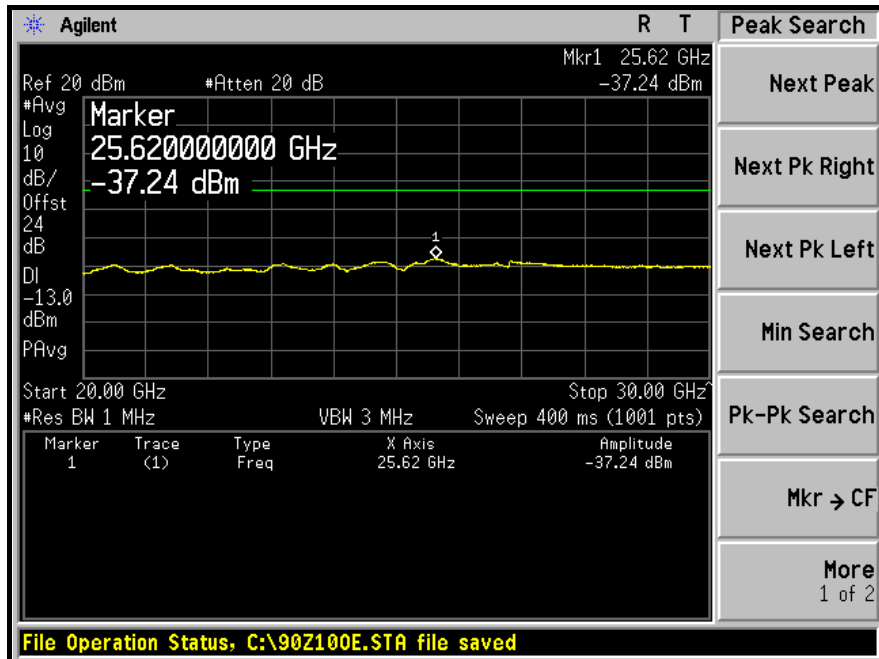 Agilent
R T
Peak Search
Mkr1 25.62 GHz
Ref 20 dBm #Atten 20 dB -37.24 dBm
#Avg
Log
10
dB/
Offst
24
dB
DI
-13.0
dBm
PAvg
Marker
25.620000000 GHz
-37.24 dBm
1
Start 20.00 GHz Stop 30.00 GHz^
#Res BW 1 MHz VBW 3 MHz Sweep 400 ms (1001 pts)
Marker Trace Type X Axis Amplitude
1 (1) Freq 25.62 GHz -37.24 dBm
Next Peak
Next Pk Right
Next Pk Left
Min Search
Pk-Pk Search
Mkr → CF
More
1 of 2
File Operation Status, C:\90Z100E.STA file saved